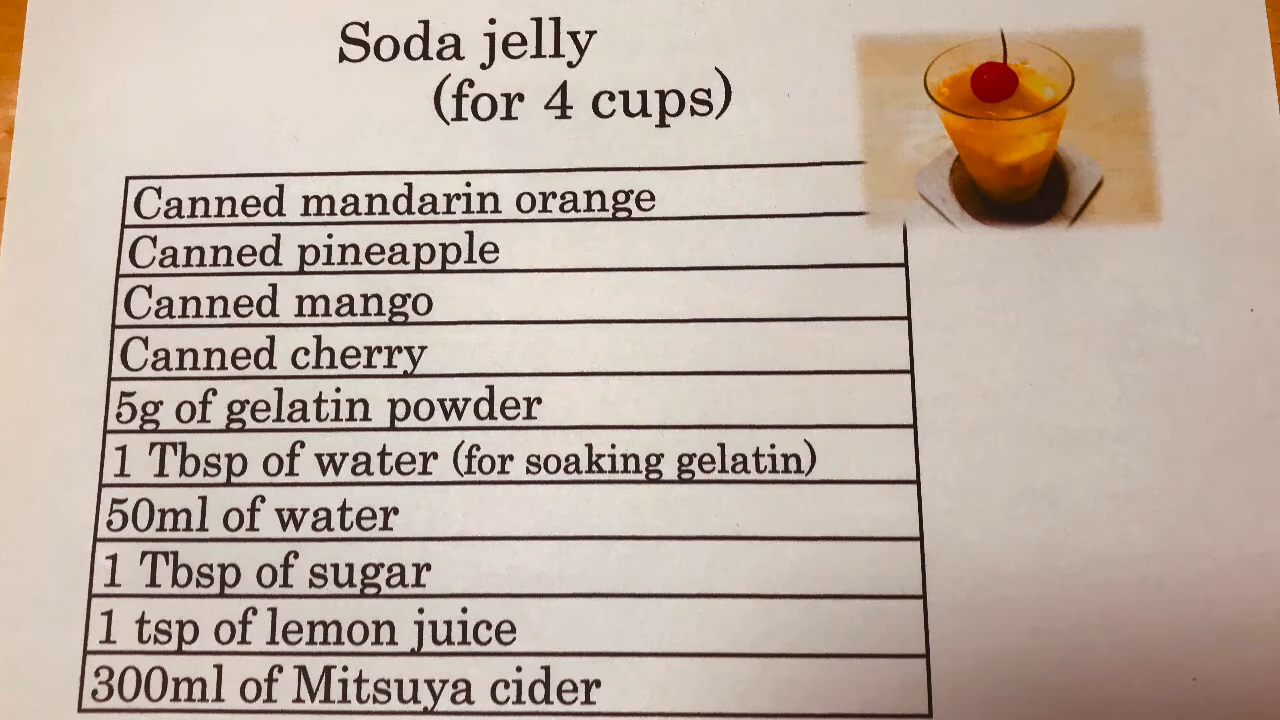 Soda jelly
(for 4 cups)
Canned mandarin orange
Canned pineapple
Canned mango
Canned cherry
5g of gelatin powder
1 Tbsp of water (for soaking gelatin)
50ml of water
1 Tbsp of sugar
1 tsp of lemon juice
300ml of Mitsuya cider